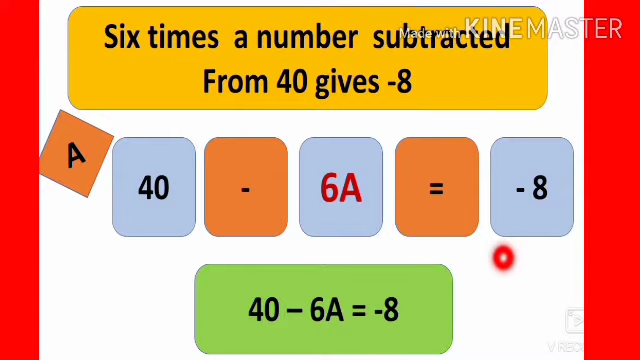 Six times a number subtracted
Made with KINEMASTER
From 40 gives -8
A
40 - 6A = - 8
40 – 6A = -8